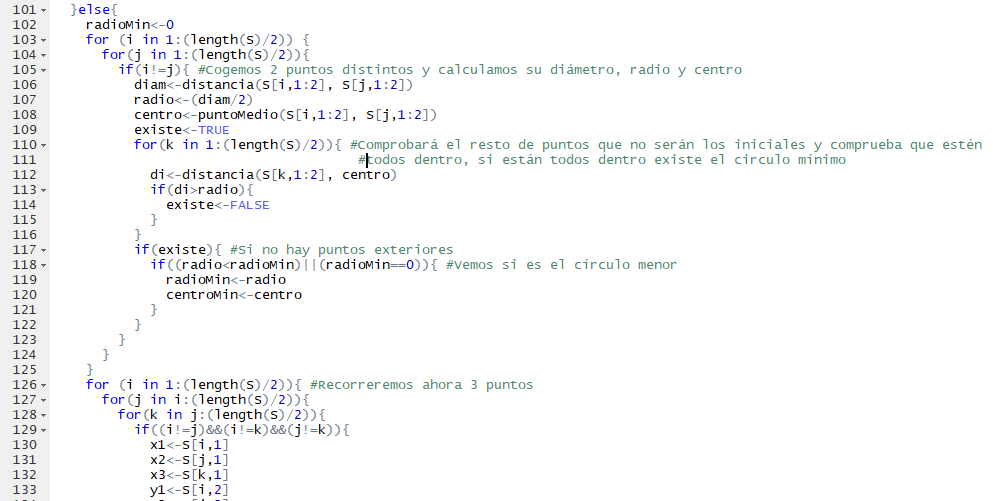 101 }else{
102 radioMin<-0
103 for (i in 1:(length(S)/2)) {
104 for(j in 1:(length(S)/2)){
105 if(i!=j){ #Cogemos 2 puntos distintos y calculamos su diámetro, radio y centro
106 diam<-distancia(S[i,1:2], S[j,1:2])
107 radio<-(diam/2)
108 centro<-puntoMedio(S[i,1:2], S[j,1:2])
109 existe<-TRUE
110 for(k in 1:(length(S)/2)){ #Comprobará el resto de puntos que no serán los iniciales y comprueba que estén
111 #todos dentro, si están todos dentro existe el circulo mínimo
112 di<-distancia(S[k,1:2], centro)
113 if(di>radio){
114 existe<-FALSE
115 }
116 }
117 if(existe){ #Si no hay puntos exteriores
118 if((radio<radioMin)||(radioMin==0)){ #Vemos si es el círculo menor
119 radioMin<-radio
120 centroMin<-centro
121 }
122 }
123 }
124 }
125 }
126 for (i in 1:(length(S)/2)){ #Recorreremos ahora 3 puntos
127 for(j in i:(length(S)/2)){
128 for(k in j:(length(S)/2)){
129 if((i!=j)&&(i!=k)&&(j!=k)){
130 x1<-S[i,1]
131 x2<-S[j,1]
132 x3<-S[k,1]
133 y1<-S[i,2]